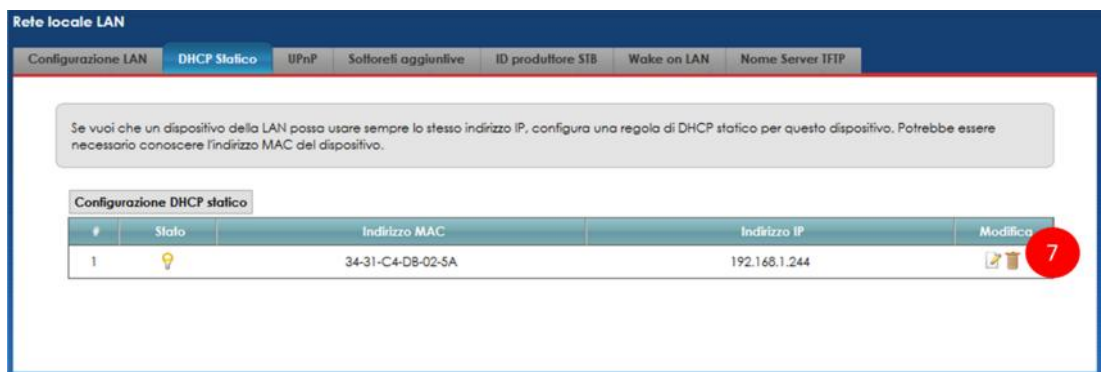 Rete locale LAN
Configurazione LAN DHCP Statico UPnP Sottoreti aggiuntive ID produttore STB Wake on LAN Nome Server TFTP
Se vuoi che un dispositivo della LAN possa usare sempre lo stesso indirizzo IP, configura una regola di DHCP statico per questo dispositivo. Potrebbe essere
necessario conoscere l'indirizzo MAC del dispositivo.
Configurazione DHCP statico
# Stato Indirizzo MAC Indirizzo IP Modifica
1 34-31-C4-DB-02-5A 192.168.1.244 7